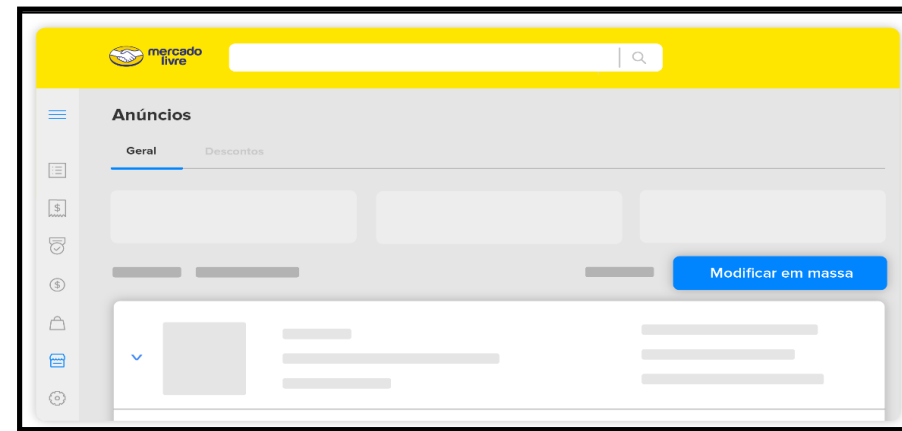 mercado
livre
Anúncios
Geral Descontos
Modificar em massa